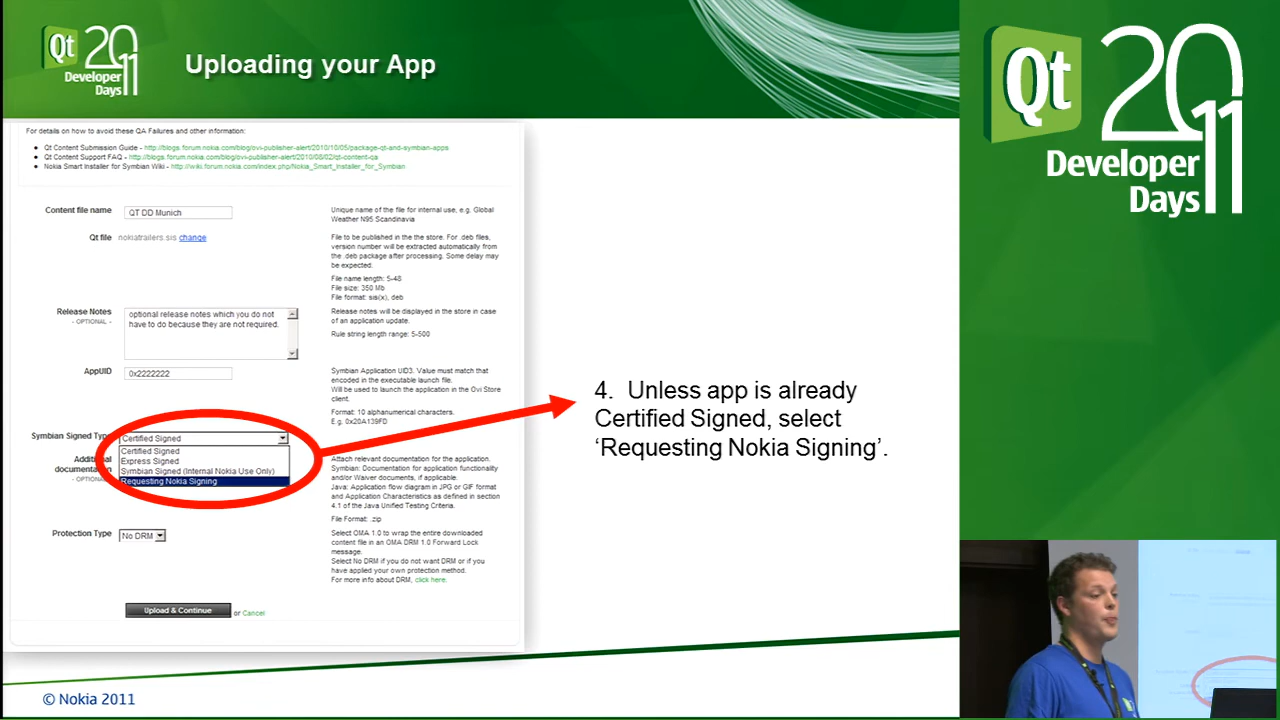 Qt 2011
Developer
Days
Uploading your App
For details on how to avoid these QA Failures and other information:
Qt Content Submission Guide - http://blogs.forum.nokia.com/blog/ovi-publisher-alert/2010/10/05/package-qt-and-symbian-apps
Qt Content Support FAQ - http://blogs.forum.nokia.com/blog/ovi-publisher-alert/2010/08/02/qt-content-qa
Nokia Smart Installer for Symbian Wiki - http://wiki.forum.nokia.com/index.php/Nokia_Smart_Installer_for_Symbian
Content file name
QT DD Munich
Unique name of the file for internal use, e.g. Global
Weather N95 Scandinavia
Qt file
nokiatrailers.sis change
File to be published in the the store. For .deb files,
version number will be extracted automatically from
the .deb package after processing. Some delay may
be expected.
File name length: 5-48
File size: 350 Mb
File format: sis(x), deb
Release Notes
- OPTIONAL -
optional release notes which you do not
have to do because they are not required.
Release notes will be displayed in the store in case
of an application update.
Rule string length range: 5-500
AppUID
0x2222222
Symbian Application UID3. Value must match that
encoded in the executable launch file.
Will be used to launch the application in the Ovi Store
client.
Format: 10 alphanumerical characters.
E.g. 0x20A139FD
Symbian Signed Type
Certified Signed
Certified Signed
Express Signed
Symbian Signed (Internal Nokia Use Only)
Requesting Nokia Signing
Additional
documentation
- OPTIONAL
Attach relevant documentation for the application.
Symbian: Documentation for application functionality
and/or Waiver documents, if applicable.
Java: Application flow diagram in JPG or GIF format
and Application Characteristics as defined in section
4.1 of the Java Unified Testing Criteria.
File Format: .zip
Protection Type
No DRM
Select OMA 1.0 to wrap the entire downloaded
content file in an OMA DRM 1.0 Forward Lock
message.
Select No DRM if you do not want DRM or if you
have applied your own protection method.
For more info about DRM, click here.
Upload & Continue or Cancel
4. Unless app is already
Certified Signed, select
‘Requesting Nokia Signing’.
© Nokia 2011
Qt 2011
Developer
Days